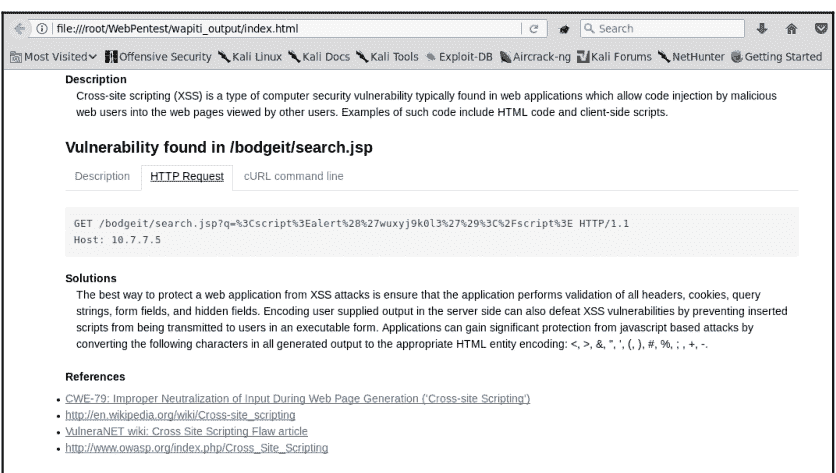 file:///root/WebPentest/wapiti_output/index.html Search
Most Visited Offensive Security Kali Linux Kali Docs Kali Tools Exploit-DB Aircrack-ng Kali Forums NetHunter Getting Started
Description
Cross-site scripting (XSS) is a type of computer security vulnerability typically found in web applications which allow code injection by malicious
web users into the web pages viewed by other users. Examples of such code include HTML code and client-side scripts.
Vulnerability found in /bodgeit/search.jsp
Description HTTP Request cURL command line
GET /bodgeit/search.jsp?q=%3Cscript%3Ealert%28%27wuxyj9k0l3%27%29%3C%2Fscript%3E HTTP/1.1
Host: 10.7.7.5
Solutions
The best way to protect a web application from XSS attacks is ensure that the application performs validation of all headers, cookies, query
strings, form fields, and hidden fields. Encoding user supplied output in the server side can also defeat XSS vulnerabilities by preventing inserted
scripts from being transmitted to users in an executable form. Applications can gain significant protection from javascript based attacks by
converting the following characters in all generated output to the appropriate HTML entity encoding: <, >, &, ", ', (, ), #, %, ; , +, -.
References
• CWE-79: Improper Neutralization of Input During Web Page Generation ('Cross-site Scripting')
• http://en.wikipedia.org/wiki/Cross-site_scripting
• VulneraNET wiki: Cross Site Scripting Flaw article
• http://www.owasp.org/index.php/Cross_Site_Scripting